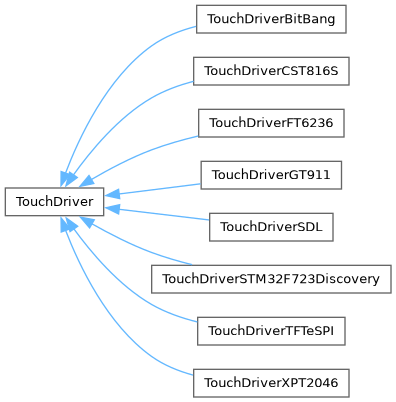 TouchDriverBitBang
TouchDriverCST816S
TouchDriverFT6236
TouchDriverGT911
TouchDriver
TouchDriverSDL
TouchDriverSTM32F723Discovery
TouchDriverTFTeSPI
TouchDriverXPT2046